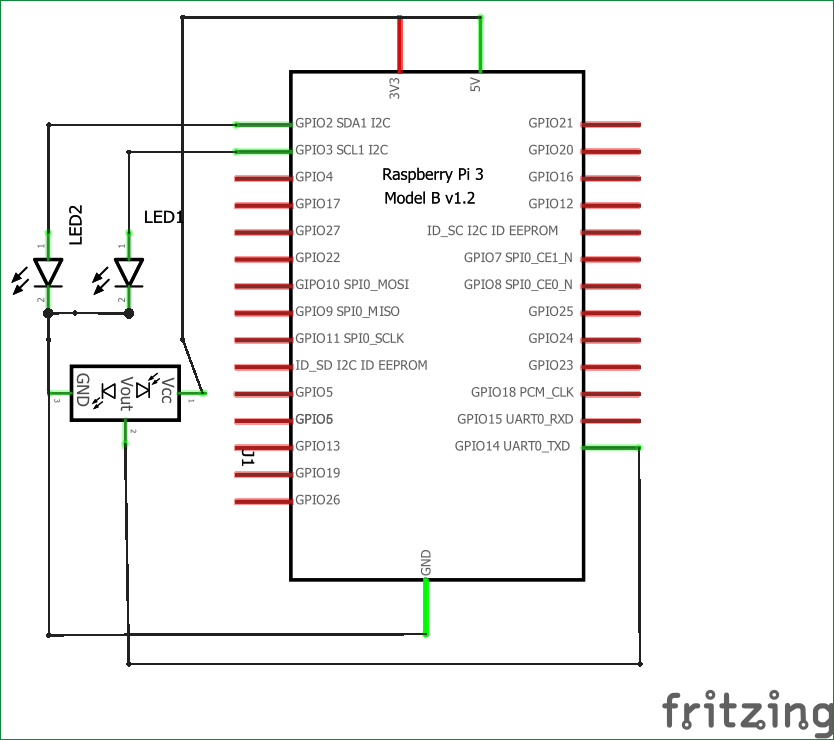 3V3
5V
GPIO2 SDA1 I2C
GPIO21
GPIO3 SCL1 I2C
GPIO20
GPIO4
Raspberry Pi 3
GPIO16
GPIO17
Model B v1.2
GPIO12
LED2
LED1
GPIO27
ID_SC I2C ID EEPROM
1
1
GPIO22
GPIO7 SPI0_CE1_N
GIPO10 SPI0_MOSI
GPIO8 SPI0_CE0_N
2
2
GPIO9 SPI0_MISO
GPIO25
GPIO11 SPI0_SCLK
GPIO24
ID_SD I2C ID EEPROM
GPIO23
GND
Vout
Vcc
3
1
2
GPIO5
GPIO18 PCM_CLK
GPIO6
GPIO15 UART0_RXD
GPIO13
GPIO14 UART0_TXD
U1
GPIO19
GPIO26
GND
fritzing